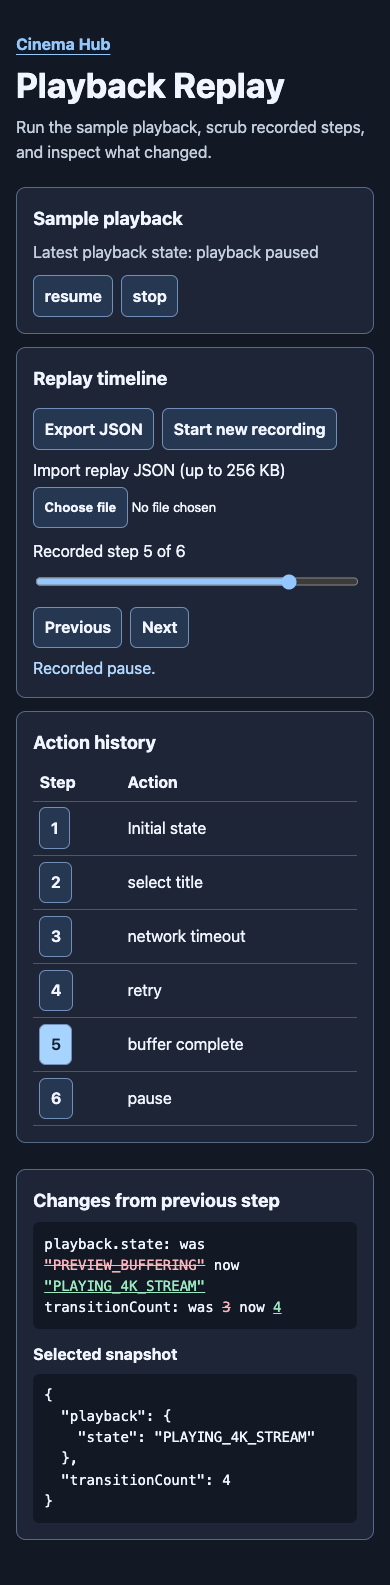 Cinema Hub
Playback Replay
Run the sample playback, scrub recorded steps,
and inspect what changed.
Sample playback
Latest playback state: playback paused
resume stop
Replay timeline
Export JSON Start new recording
Import replay JSON (up to 256 KB)
Choose file No file chosen
Recorded step 5 of 6
Previous Next
Recorded pause.
Action history
Step Action
1 Initial state
2 select title
3 network timeout
4 retry
5 buffer complete
6 pause
Changes from previous step
playback.state: was
"PREVIEW_BUFFERING" now
"PLAYING_4K_STREAM"
transitionCount: was 3 now 4
Selected snapshot
{
  "playback": {
    "state": "PLAYING_4K_STREAM"
  },
  "transitionCount": 4
}